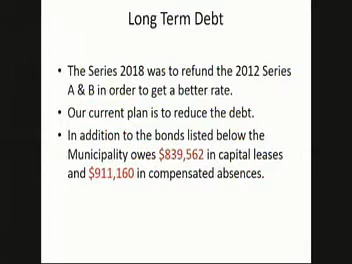 Long Term Debt
• The Series 2018 was to refund the 2012 Series
A & B in order to get a better rate.
• Our current plan is to reduce the debt.
• In addition to the bonds listed below the
Municipality owes $839,562 in capital leases
and $911,160 in compensated absences.